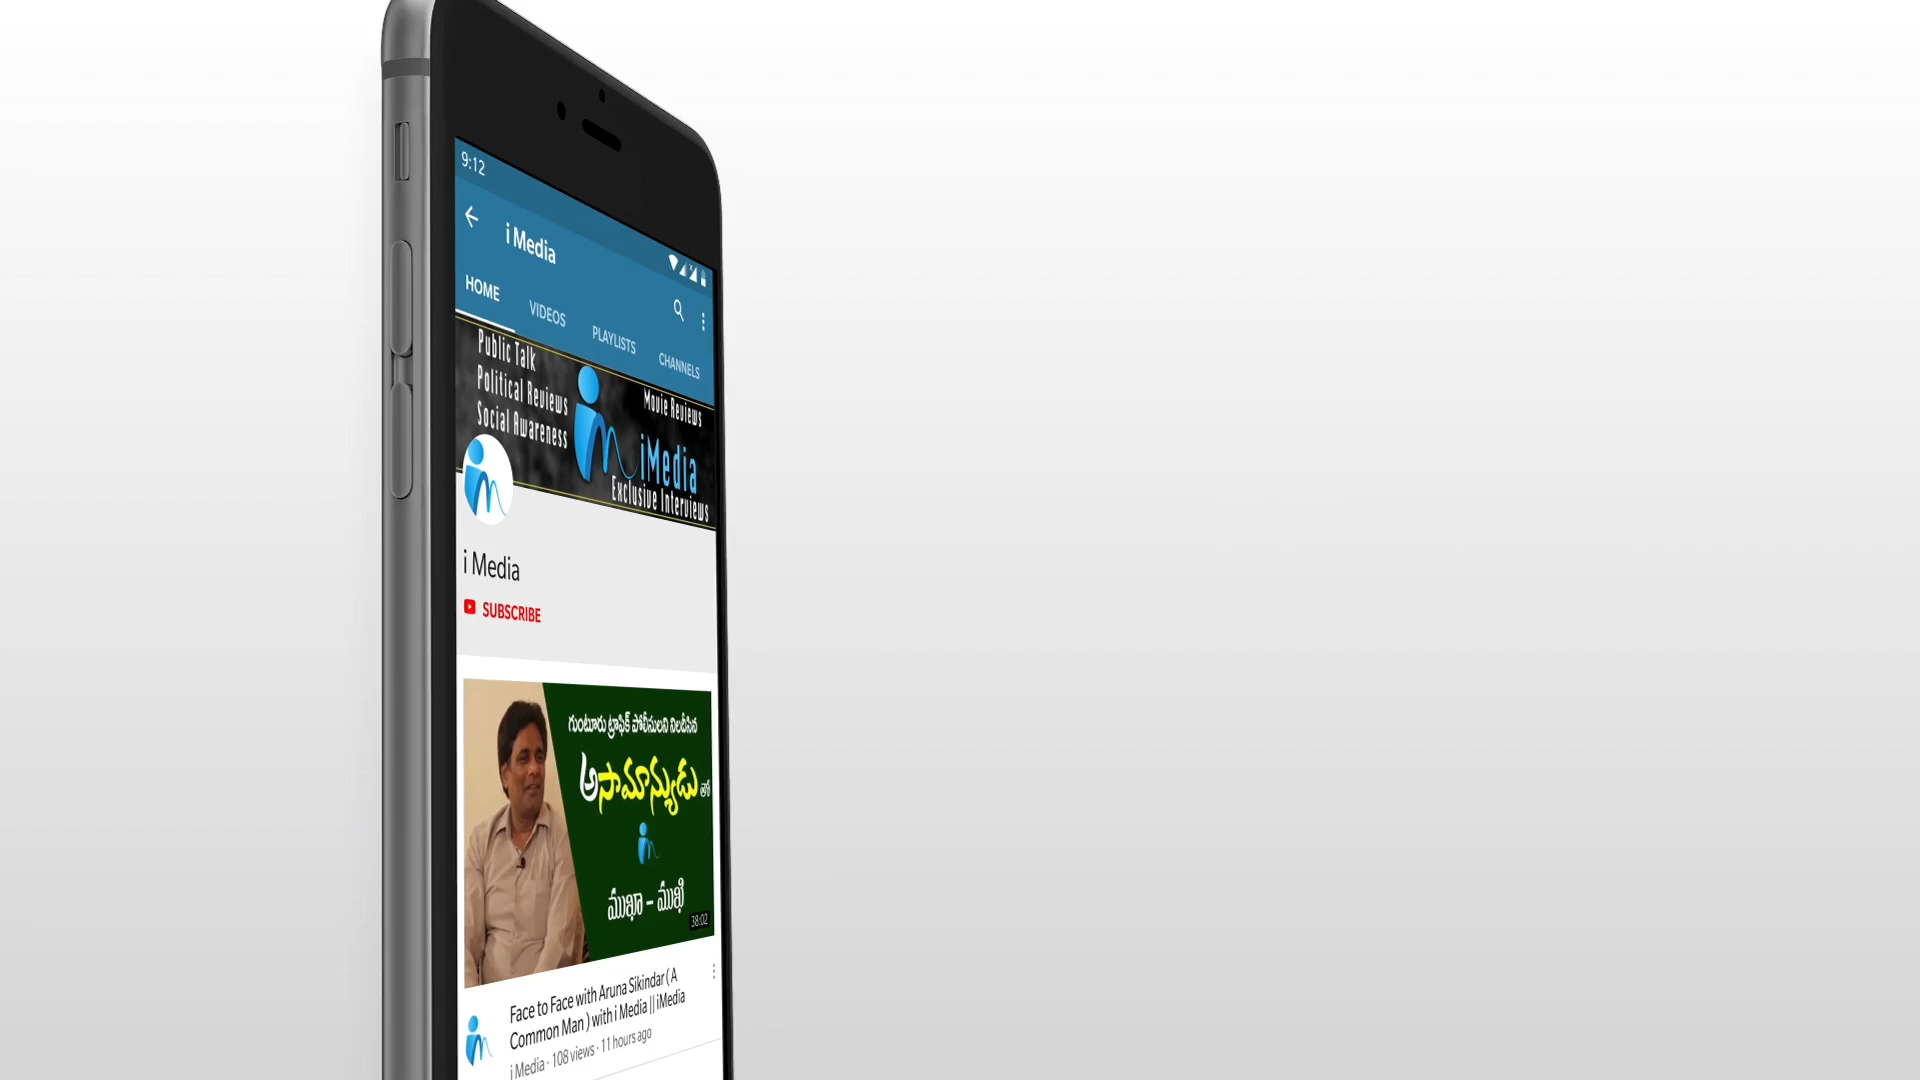 9:12
i Media
HOME
VIDEOS
PLAYLISTS
CHANNELS
Public Talk
Political Reviews
Social Awareness
Movie Reviews
iMedia
Exclusive Interviews
i Media
SUBSCRIBE
గుంటూరు ట్రాఫిక్ పోలీసులని నిలదీసిన
అసామాన్యుడు తో
ముఖా - ముఖి
38:02
Face to Face with Aruna Sikindar ( A
Common Man ) with i Media || iMedia
i Media · 108 views · 11 hours ago